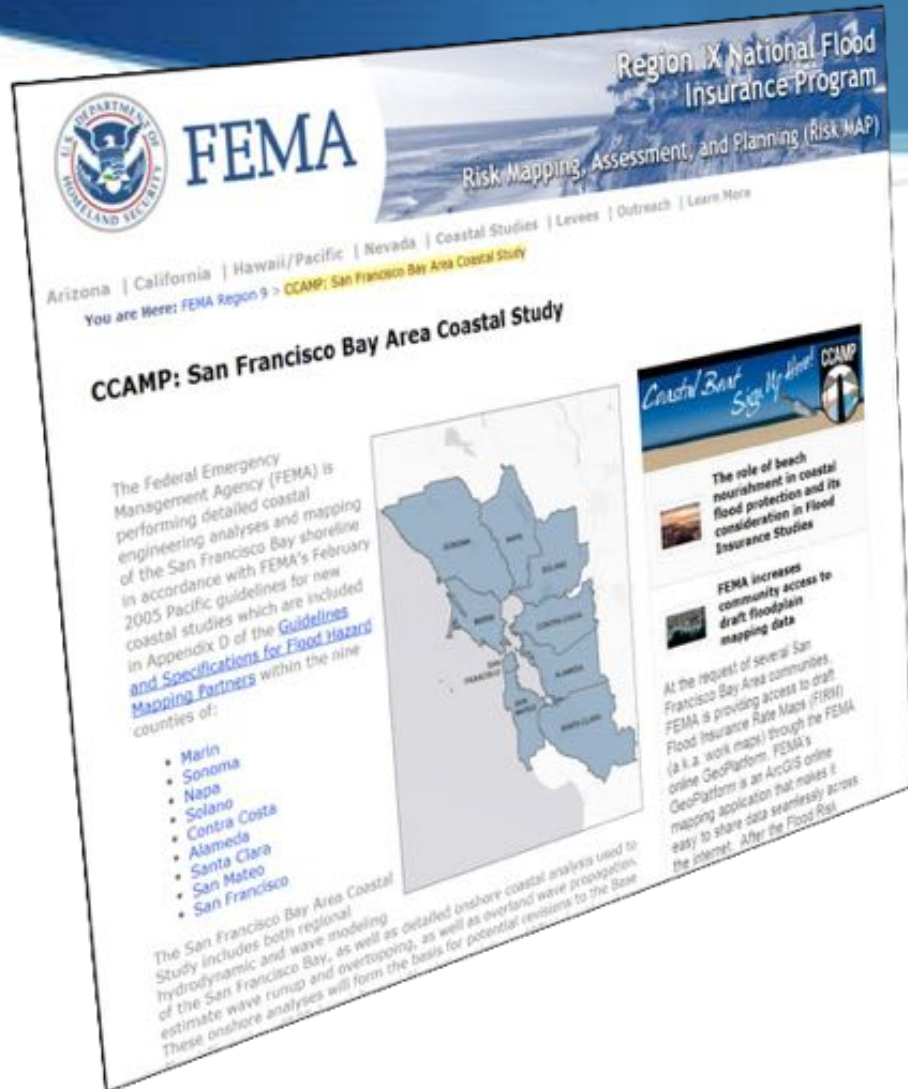 U.S. DEPARTMENT OF
HOMELAND SECURITY
FEMA
Region IX National Flood
Insurance Program
Risk Mapping, Assessment, and Planning (Risk MAP)
Arizona | California | Hawaii/Pacific | Nevada | Coastal Studies | Levees | Outreach | Learn More
You are Here: FEMA Region 9 > CCAMP: San Francisco Bay Area Coastal Study
CCAMP: San Francisco Bay Area Coastal Study
The Federal Emergency
Management Agency (FEMA) is
performing detailed coastal
engineering analyses and mapping
of the San Francisco Bay shoreline
in accordance with FEMA's February
2005 Pacific guidelines for new
coastal studies which are included
in Appendix D of the Guidelines
and Specifications for Flood Hazard
Mapping Partners within the nine
counties of:
• Marin
• Sonoma
• Napa
• Solano
• Contra Costa
• Alameda
• Santa Clara
• San Mateo
• San Francisco
The San Francisco Bay Area Coastal
Study includes both regional
hydrodynamic and wave modeling
of the San Francisco Bay, as well as detailed onshore coastal analysis used to
estimate wave runup and overtopping, as well as overland wave propagation.
These onshore analyses will form the basis for potential revisions to the Base
SONOMA
NAPA
SOLANO
MARIN
CONTRA COSTA
SAN
FRANCISCO
ALAMEDA
SAN
MATEO
SANTA CLARA
Coastal Beat
Sign Up Here!
CCAMP
The role of beach
nourishment in coastal
flood protection and its
consideration in Flood
Insurance Studies
FEMA increases
community access to
draft floodplain
mapping data
At the request of several San
Francisco Bay Area communities,
FEMA is providing access to draft
Flood Insurance Rate Maps (FIRM)
(a.k.a. work maps) through the FEMA
online GeoPlatform. FEMA's
GeoPlatform is an ArcGIS online
mapping application that makes it
easy to share data seamlessly across
the internet. After the Flood Risk